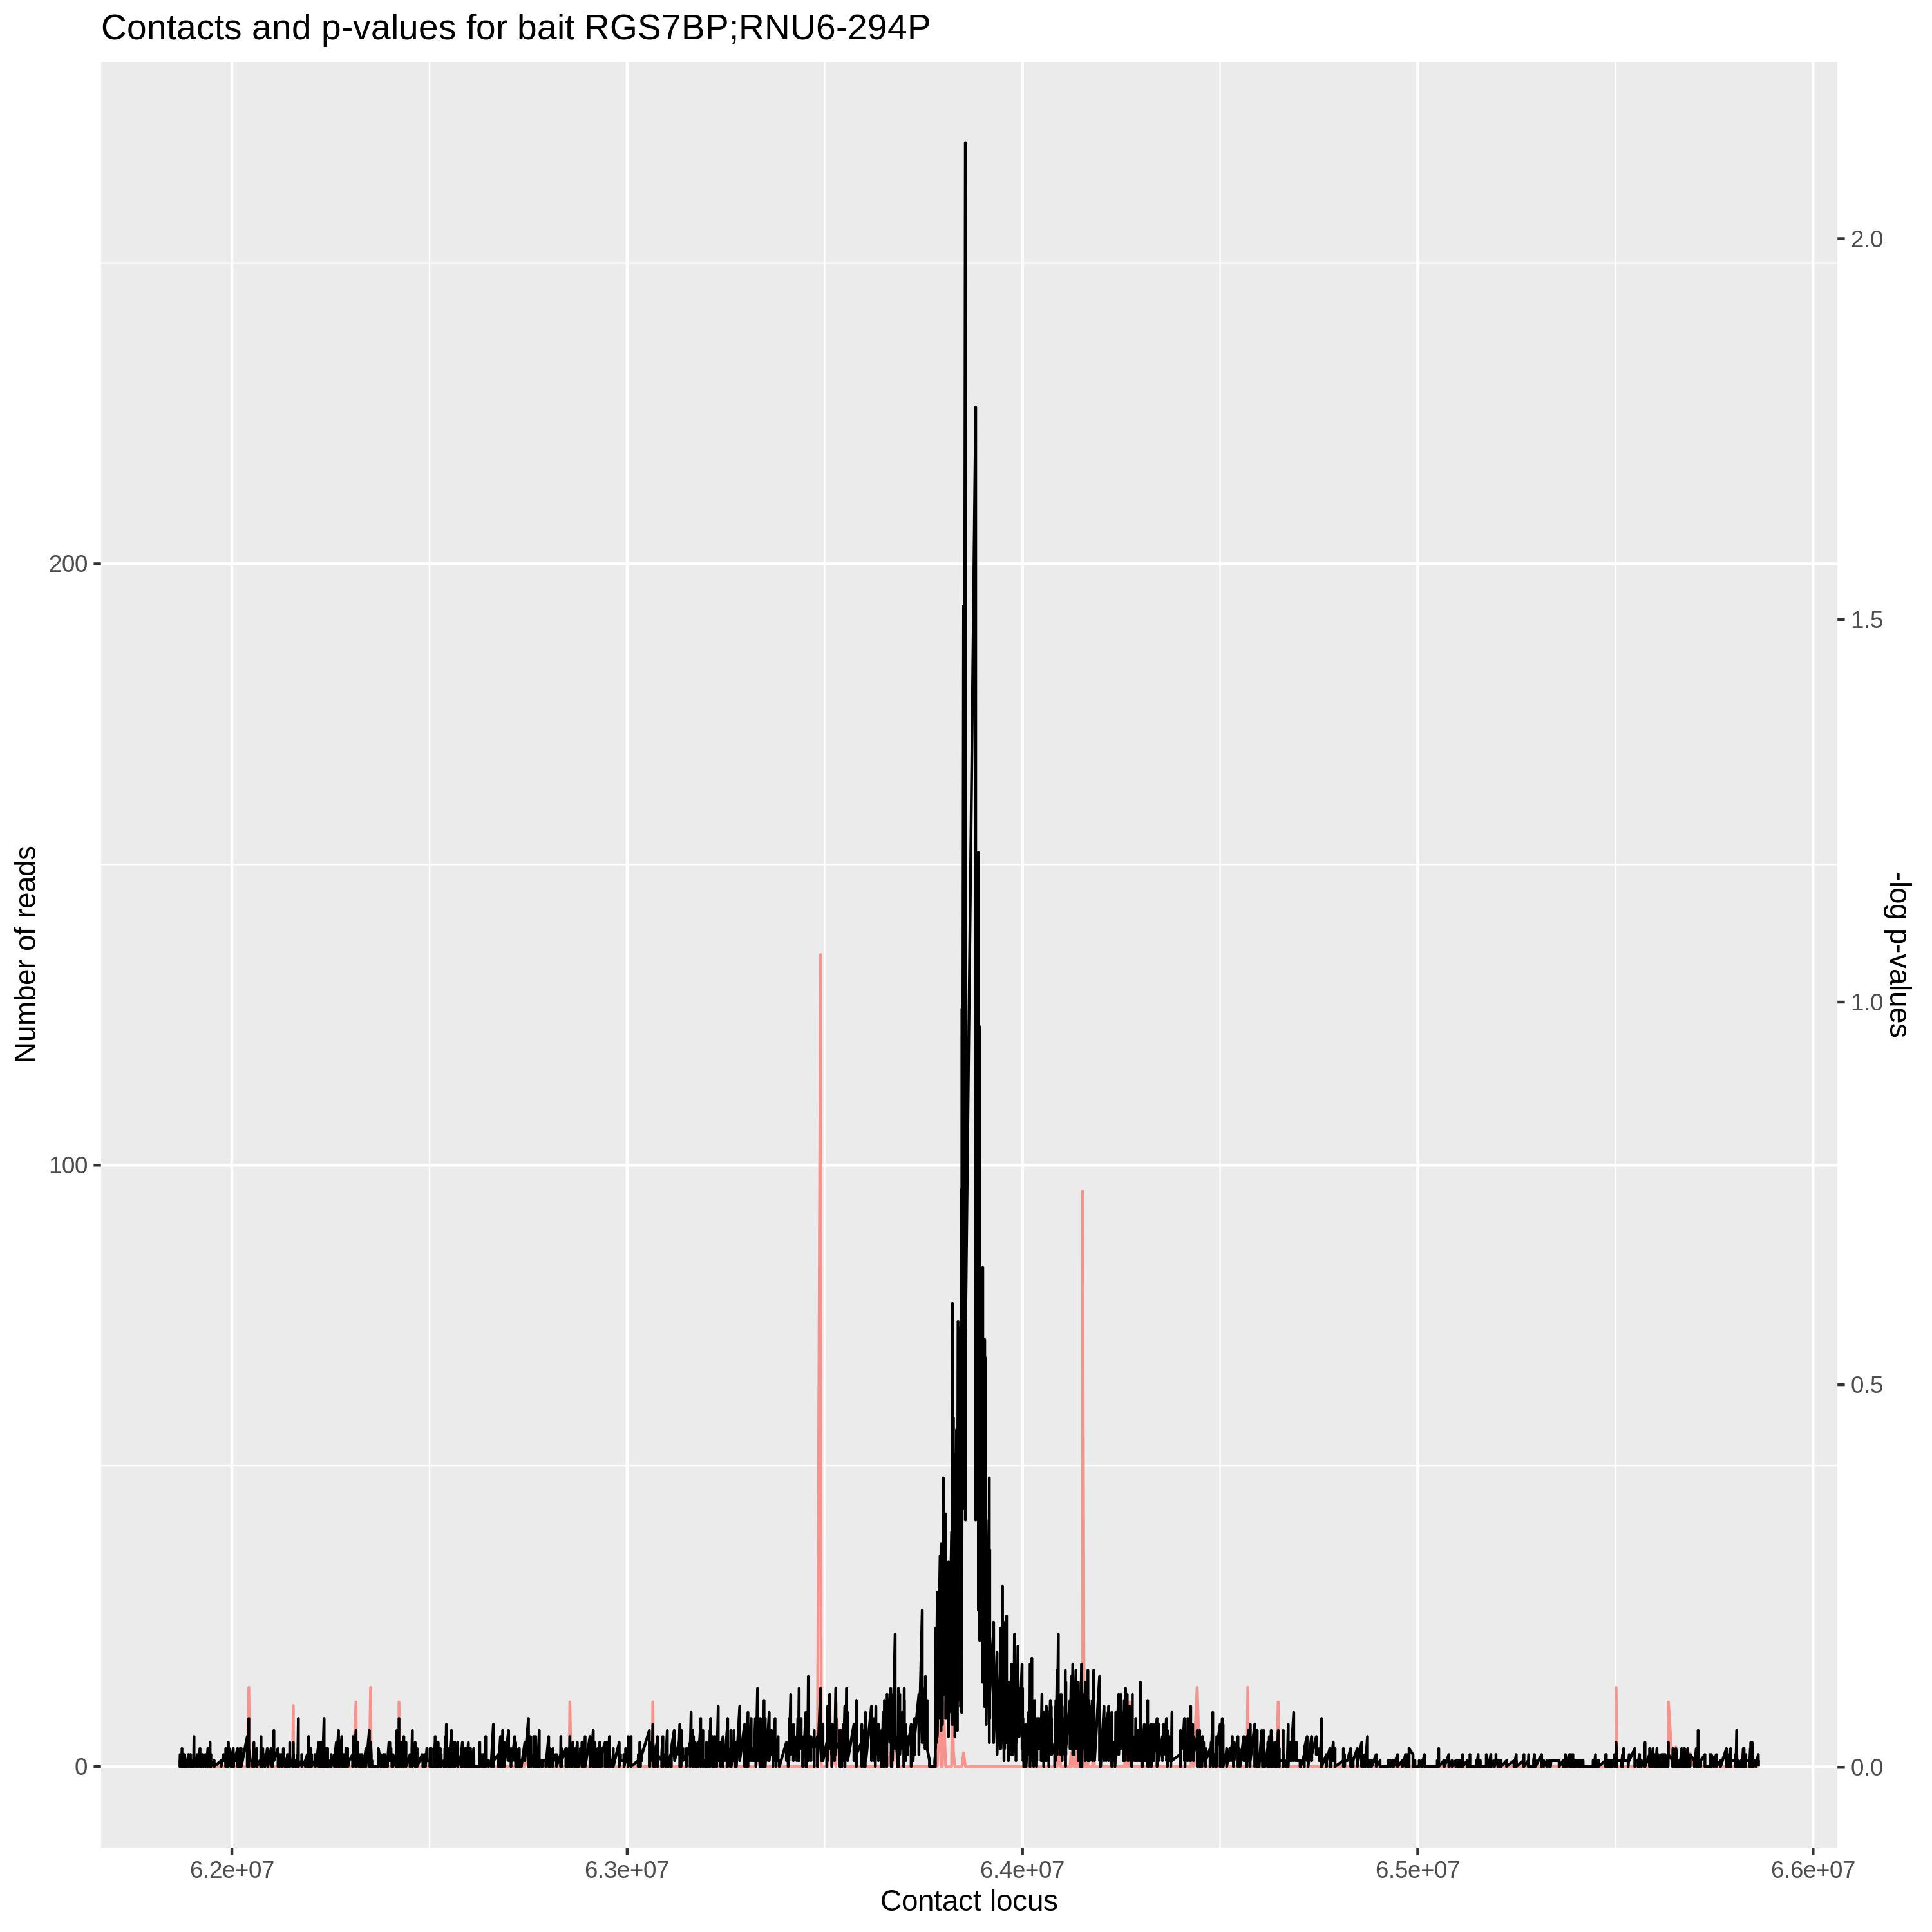 Contacts and p-values for bait RGS7BP;RNU6-294P
Number of reads
200
100
0
2.0
1.5
1.0
0.5
0.0
-log p-values
6.2e+07 6.3e+07 6.4e+07 6.5e+07 6.6e+07
Contact locus